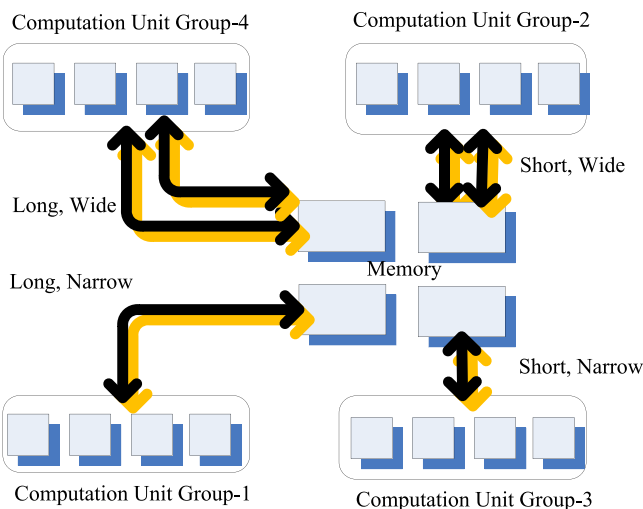 Computation Unit Group-4
Computation Unit Group-2
Short, Wide
Long, Wide
Memory
Long, Narrow
Short, Narrow
Computation Unit Group-1
Computation Unit Group-3